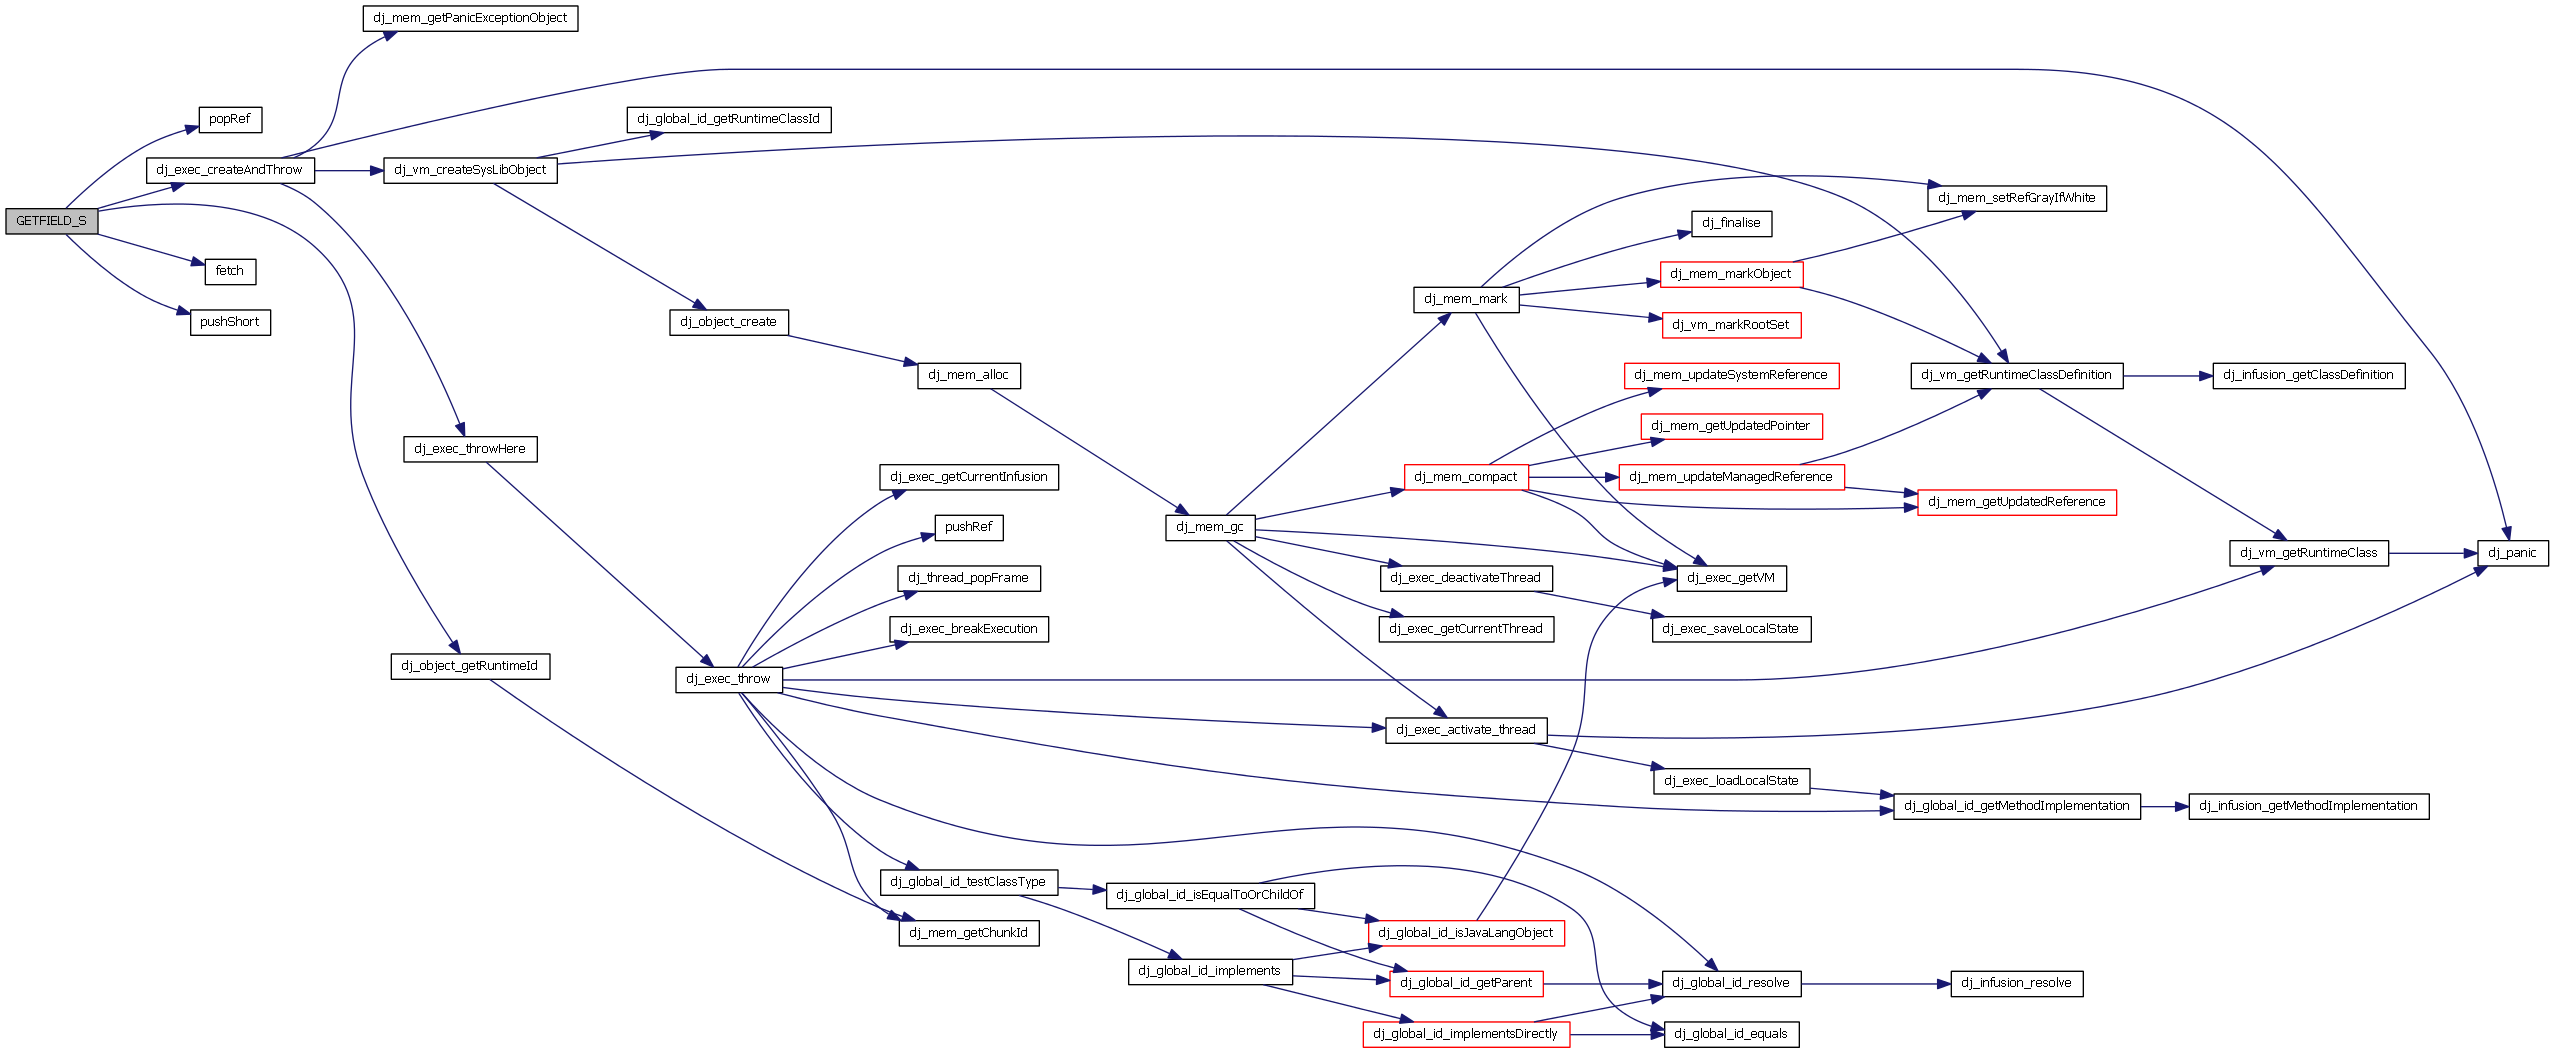 dj_mem_getPanicExceptionObject
popRef
dj_global_id_getRuntimeClassId
dj_exec_createAndThrow
dj_vm_createSysLibObject
dj_mem_setRefGrayIfWhite
GETFIELD_S
dj_finalise
fetch
dj_mem_markObject
dj_mem_mark
pushShort
dj_object_create
dj_vm_markRootSet
dj_mem_alloc
dj_mem_updateSystemReference
dj_vm_getRuntimeClassDefinition
dj_infusion_getClassDefinition
dj_mem_getUpdatedPointer
dj_exec_throwHere
dj_exec_getCurrentInfusion
dj_mem_compact
dj_mem_updateManagedReference
dj_mem_getUpdatedReference
pushRef
dj_mem_gc
dj_vm_getRuntimeClass
dj_panic
dj_thread_popFrame
dj_exec_deactivateThread
dj_exec_getVM
dj_exec_breakExecution
dj_exec_getCurrentThread
dj_exec_saveLocalState
dj_object_getRuntimeId
dj_exec_throw
dj_exec_activate_thread
dj_exec_loadLocalState
dj_global_id_getMethodImplementation
dj_infusion_getMethodImplementation
dj_global_id_testClassType
dj_global_id_isEqualToOrChildOf
dj_mem_getChunkId
dj_global_id_isJavaLangObject
dj_global_id_implements
dj_global_id_getParent
dj_global_id_resolve
dj_infusion_resolve
dj_global_id_implementsDirectly
dj_global_id_equals